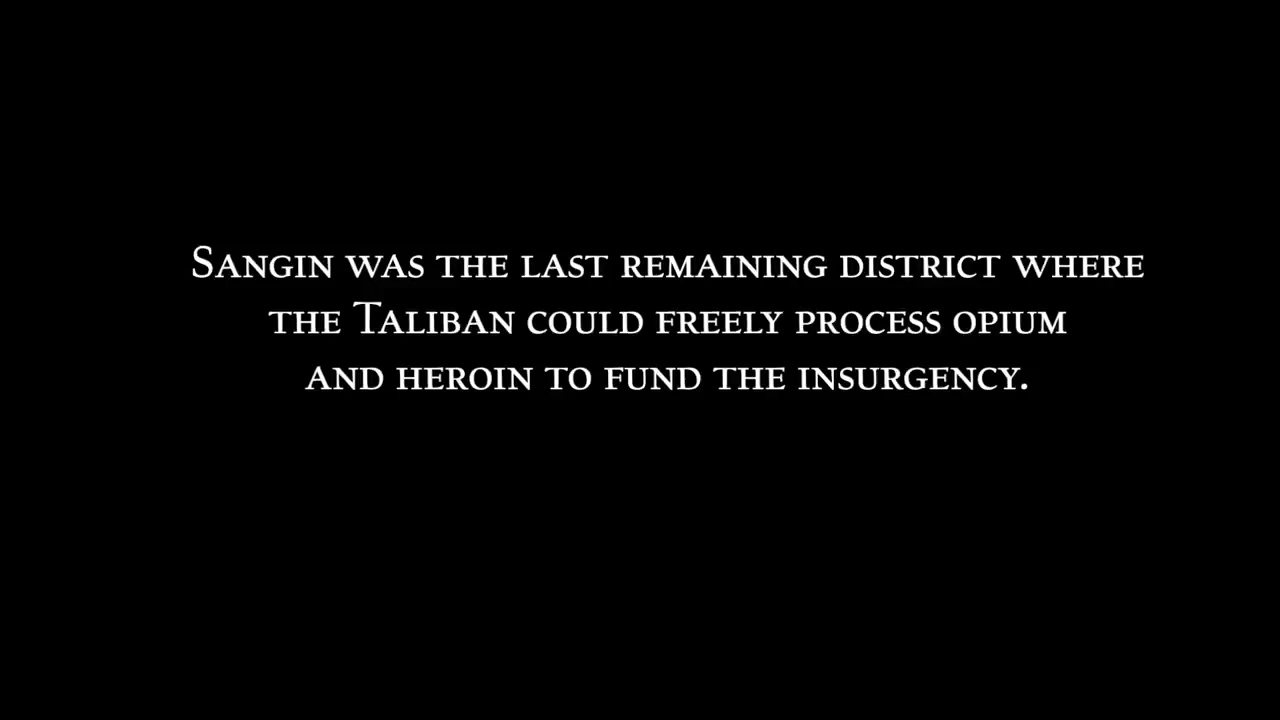 Sangin was the last remaining district where
the Taliban could freely process opium
and heroin to fund the insurgency.